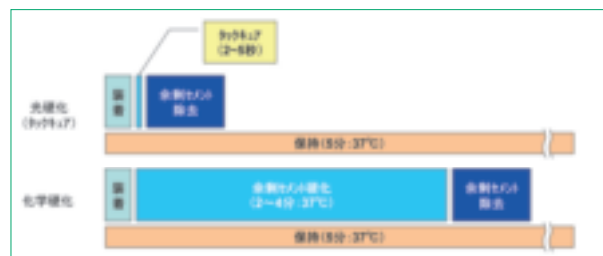 タックキュア
(2~5秒)
光硬化
(タックキュア)
装着
余剰セメント
除去
保持(5分:37℃)
化学硬化
装着
余剰セメント硬化
(2~4分:37℃)
余剰セメント
除去
保持(5分:37℃)